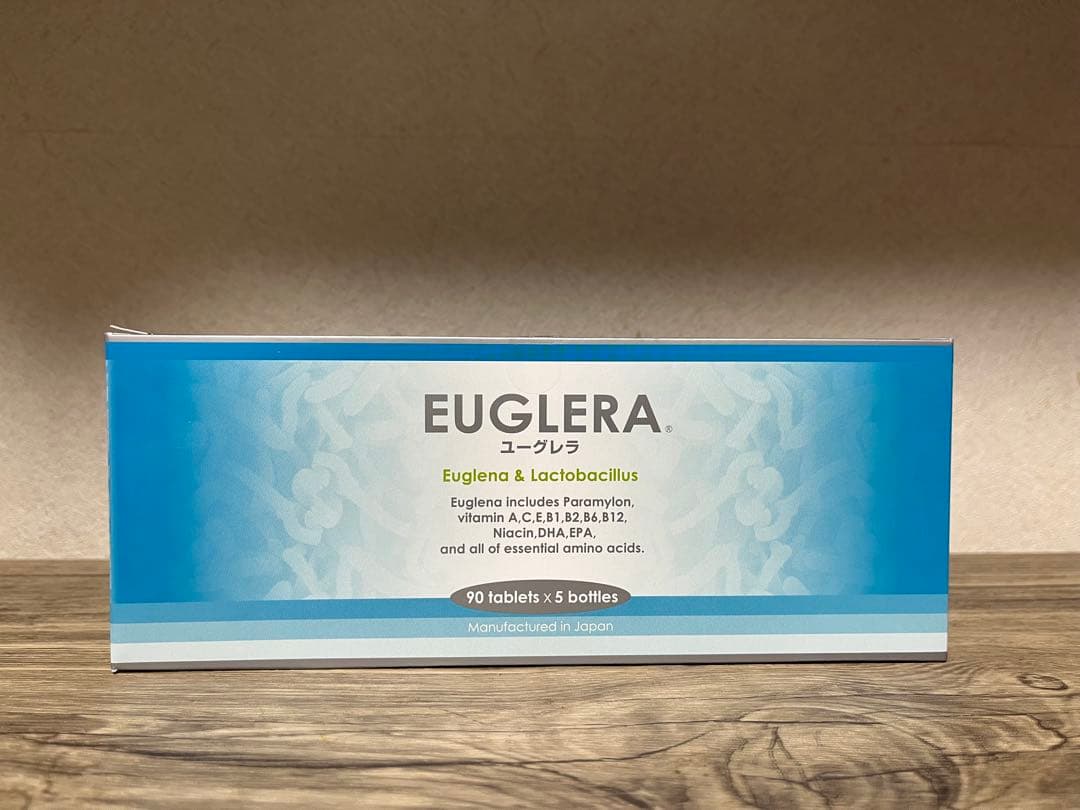 EUGLERA®
ユーグレラ
Euglena & Lactobacillus
Euglena includes Paramylon,
vitamin A,C,E,B1,B2,B6,B12,
Niacin,DHA,EPA,
and all of essential amino acids.
90 tablets x 5 bottles
Manufactured in Japan